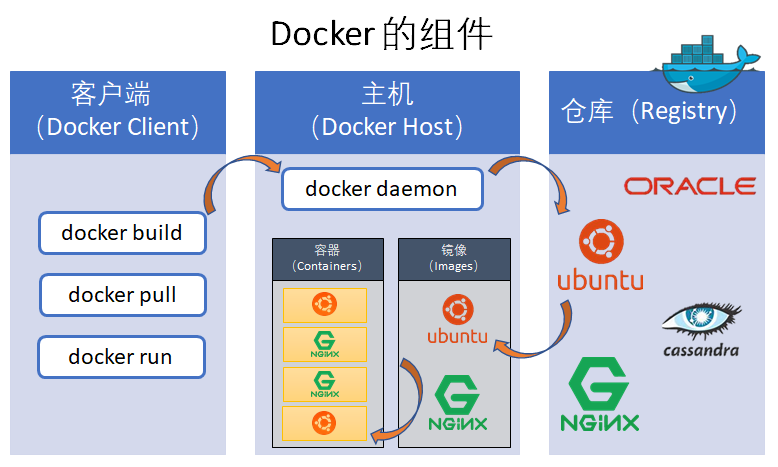 Docker 的组件
客户端
（Docker Client）
docker build
docker pull
docker run
主机
（Docker Host）
docker daemon
容器
（Containers）
NGiNX
NGiNX
镜像
（Images）
ubuntu
NGiNX
仓库（Registry）
ORACLE
ubuntu
cassandra
NGiNX